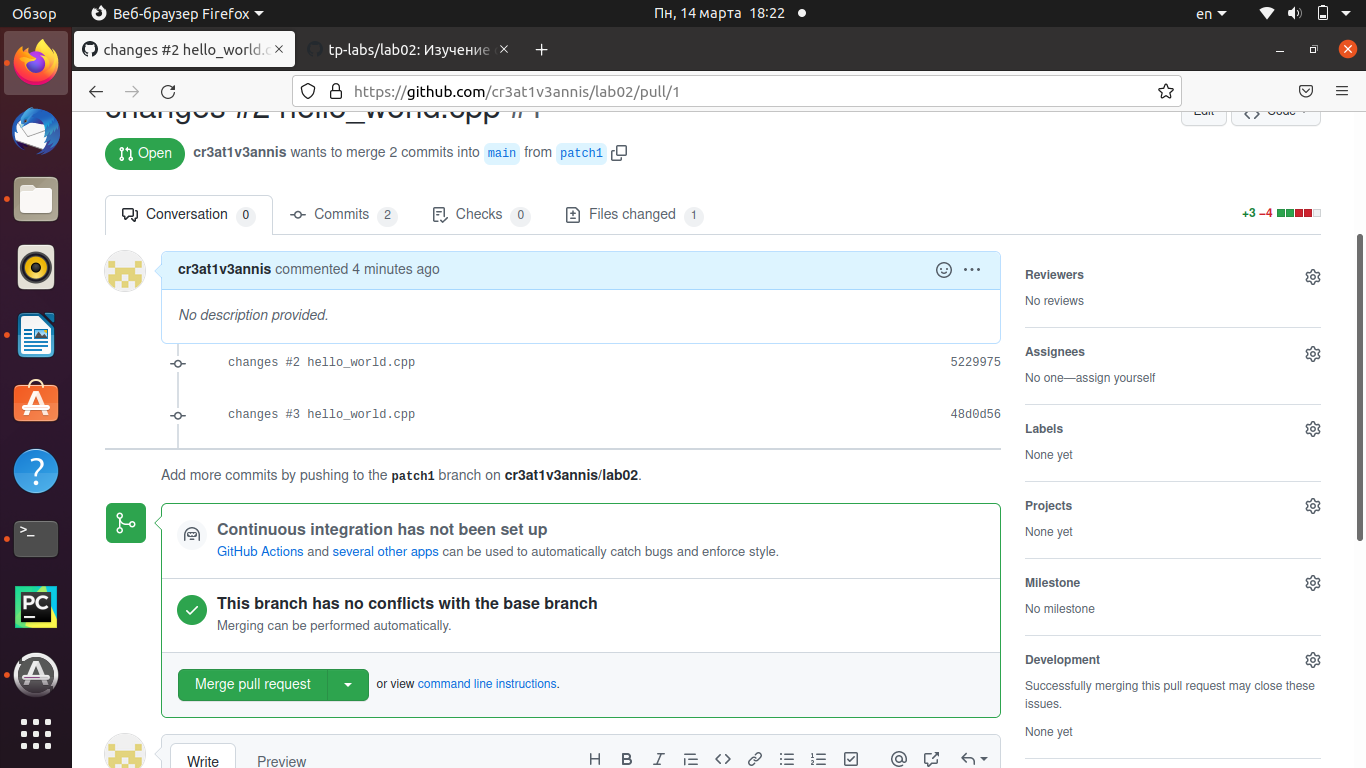 Обзор
Веб-браузер Firefox
Пн, 14 марта 18:22
en
changes #2 hello_world.c
tp-labs/lab02: Изучение
https://github.com/cr3at1v3annis/lab02/pull/1
changes #2 hello_world.cpp #1
Edit
Code
Open
cr3at1v3annis wants to merge 2 commits into main from patch1
Conversation 0
Commits 2
Checks 0
Files changed 1
+3 −4
cr3at1v3annis commented 4 minutes ago
No description provided.
changes #2 hello_world.cpp 5229975
changes #3 hello_world.cpp 48d0d56
Add more commits by pushing to the patch1 branch on cr3at1v3annis/lab02.
Continuous integration has not been set up
GitHub Actions and several other apps can be used to automatically catch bugs and enforce style.
This branch has no conflicts with the base branch
Merging can be performed automatically.
Merge pull request
or view command line instructions.
Write
Preview
Reviewers
No reviews
Assignees
No one—assign yourself
Labels
None yet
Projects
None yet
Milestone
No milestone
Development
Successfully merging this pull request may close these
issues.
None yet